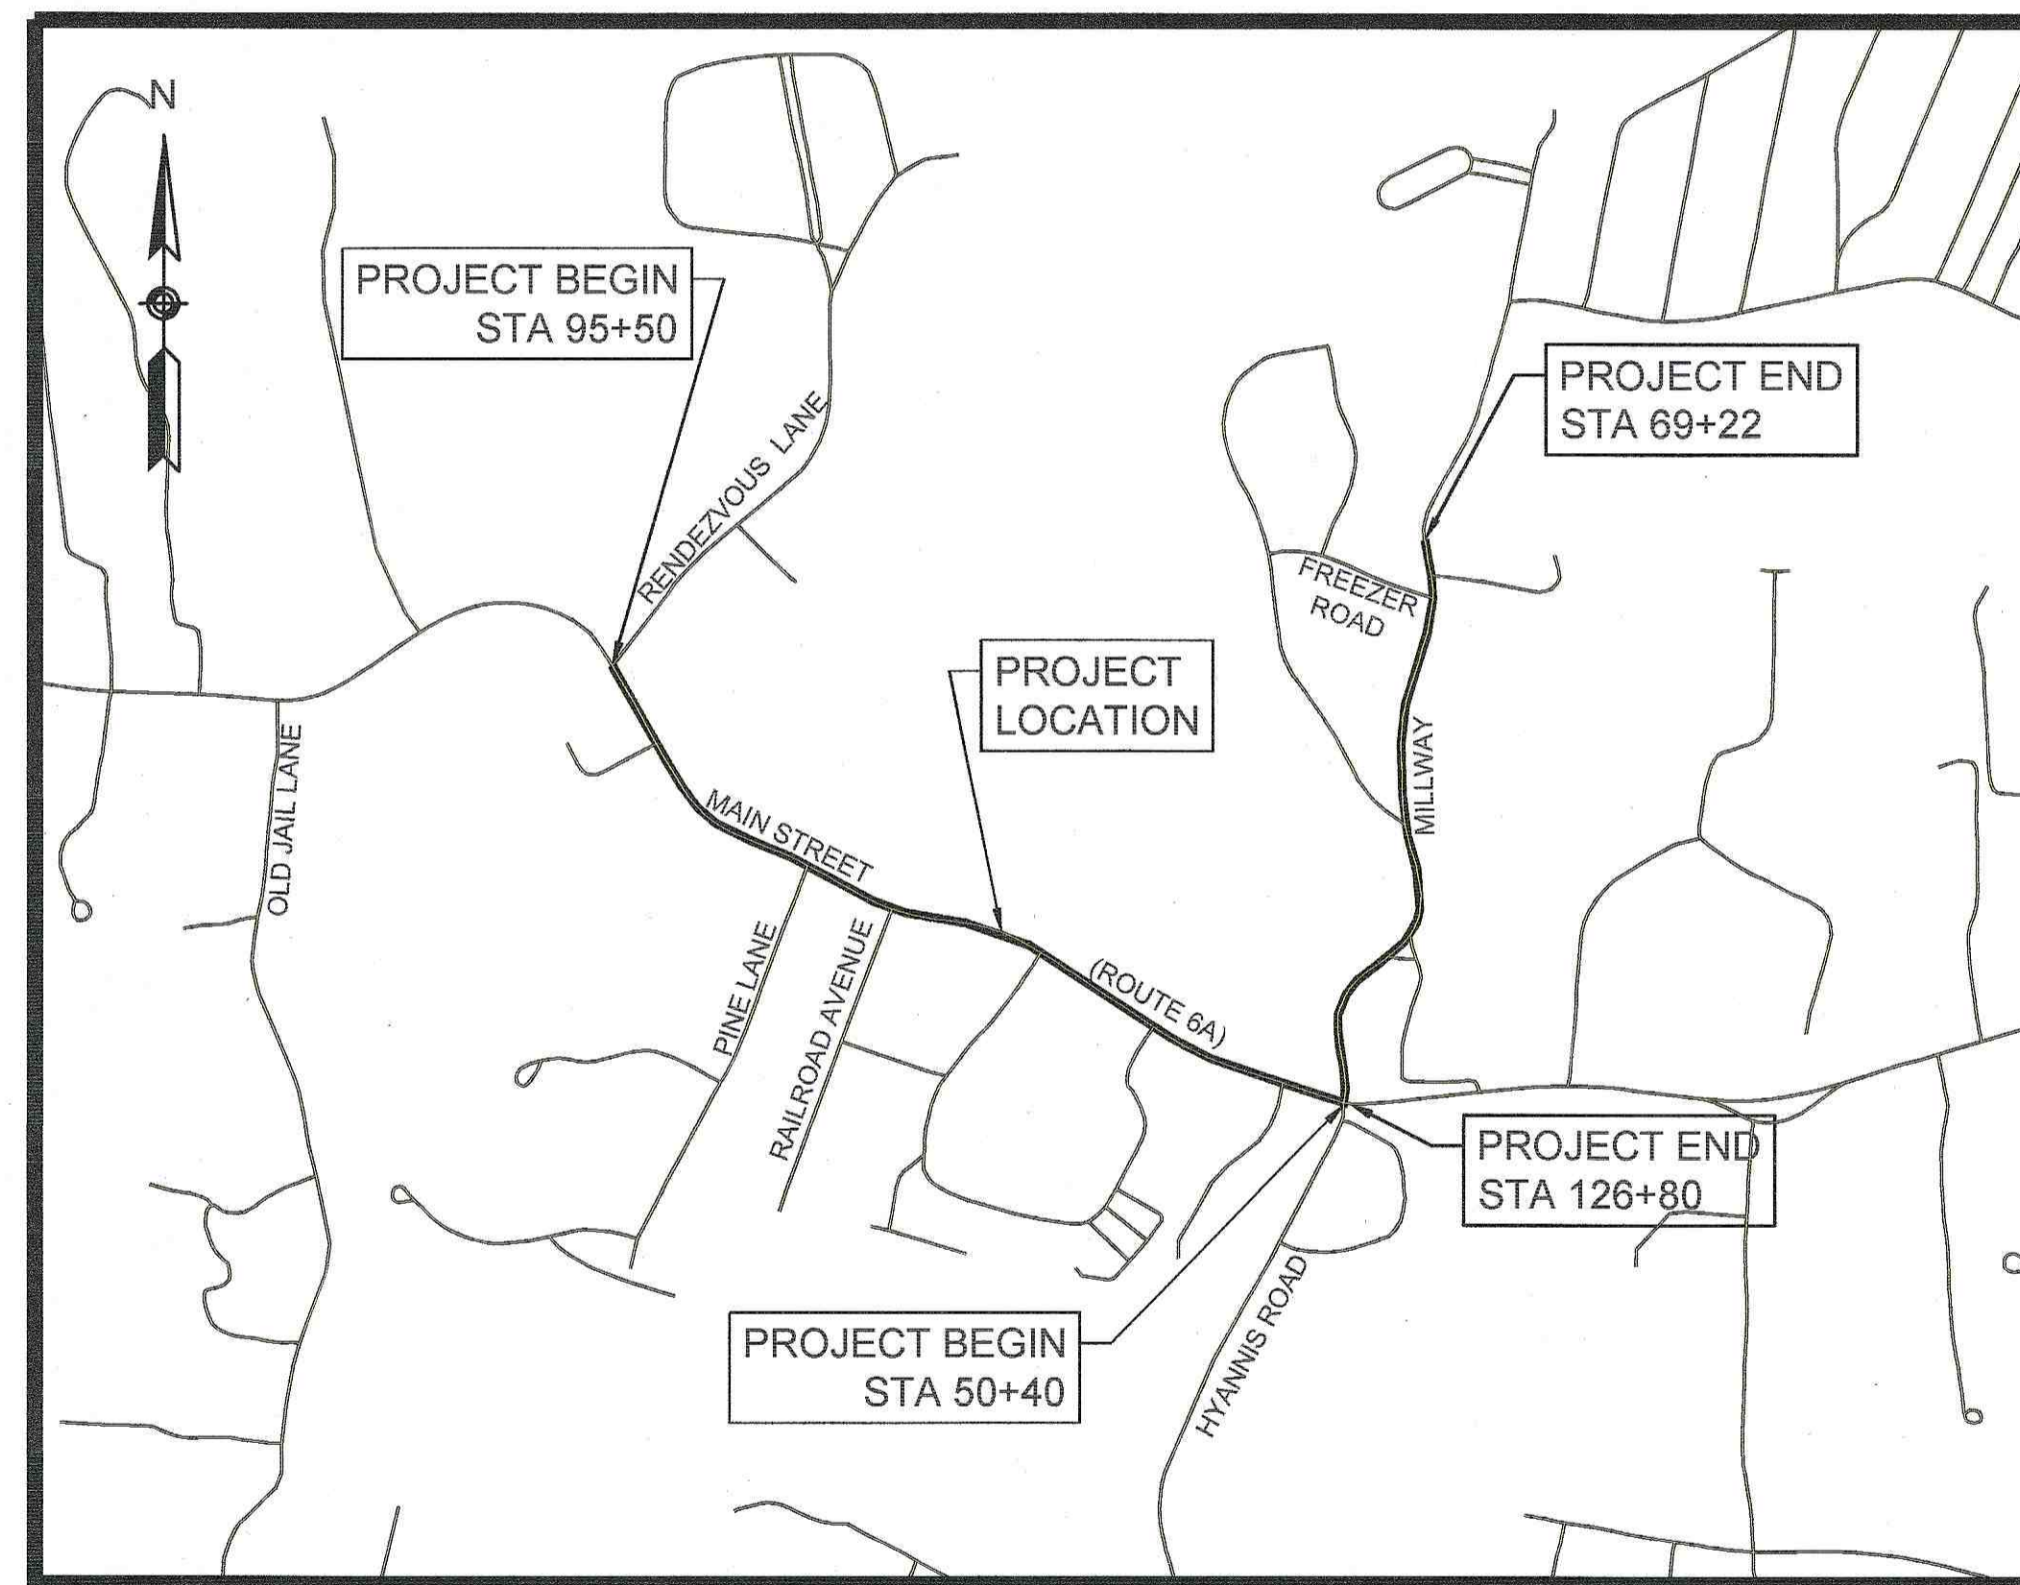 N
PROJECT BEGIN
STA 95+50
PROJECT END
STA 69+22
RENDEZVOUS LANE
FREEZER
ROAD
PROJECT
LOCATION
OLD JAIL LANE
MAIN STREET
MILLWAY
PINE LANE
RAILROAD AVENUE
(ROUTE 6A)
PROJECT END
STA 126+80
PROJECT BEGIN
STA 50+40
HYANNIS ROAD